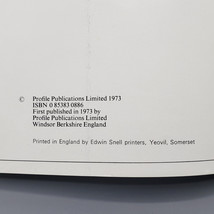 © Profile Publications Limited 1973
ISBN 0 85383 0886
First published in 1973 by
Profile Publications Limited
Windsor Berkshire England
Printed in England by Edwin Snell printers, Yeovil, Somerset